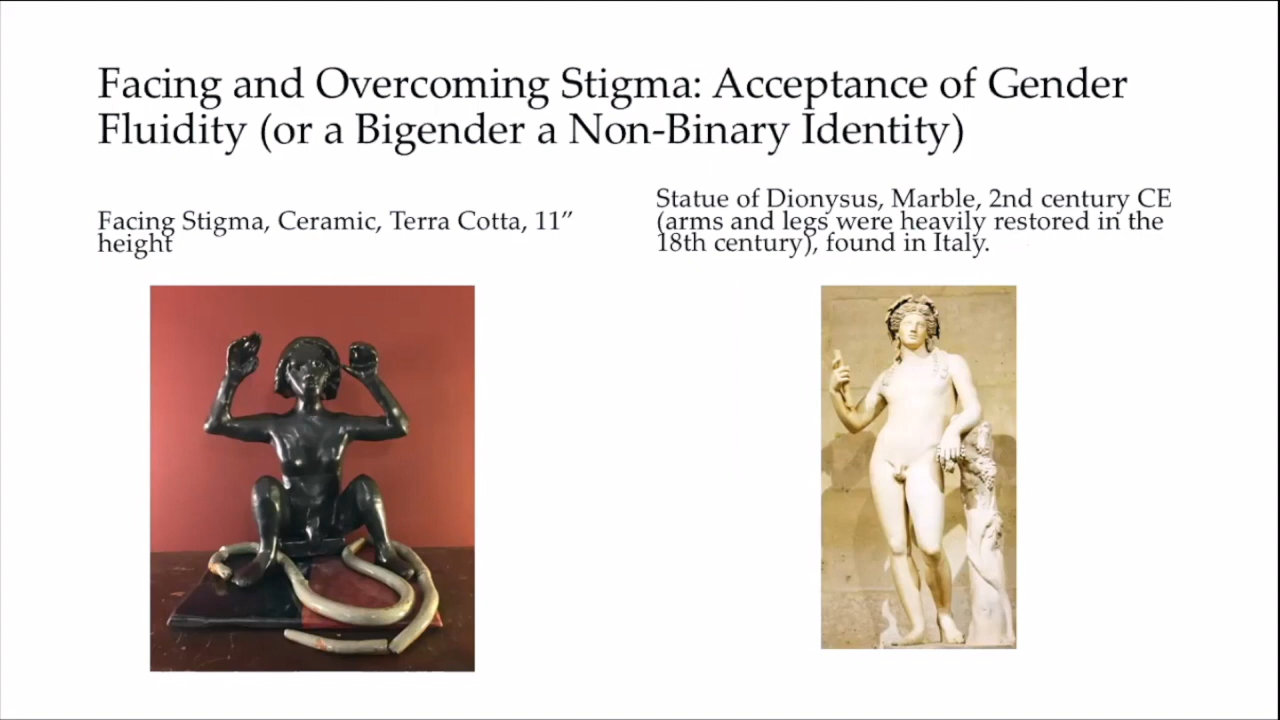 Facing and Overcoming Stigma: Acceptance of Gender
Fluidity (or a Bigender a Non-Binary Identity)
Facing Stigma, Ceramic, Terra Cotta, 11″
height
Statue of Dionysus, Marble, 2nd century CE
(arms and legs were heavily restored in the
18th century), found in Italy.